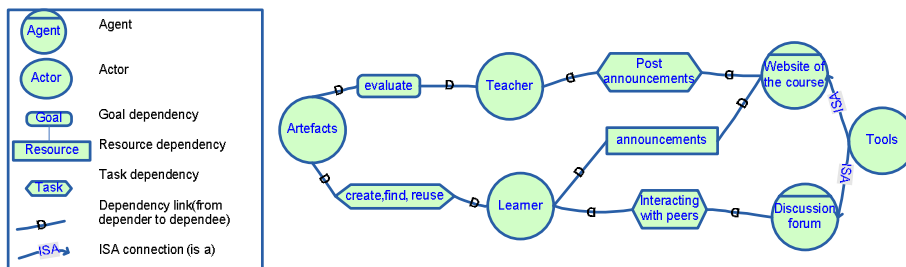 Agent
Agent
Actor
Actor
Goal
Goal dependency
Resource
Resource dependency
Task
Task dependency
D
Dependency link(from
depender to dependee)
ISA
ISA connection (is a)
Artefacts
D
evaluate
D
Teacher
D
Post
announcements
D
Website of
the course
D
create,find, reuse
D
Learner
D
announcements
D
D
Interacting
with peers
D
Discussion
forum
ISA
ISA
Tools